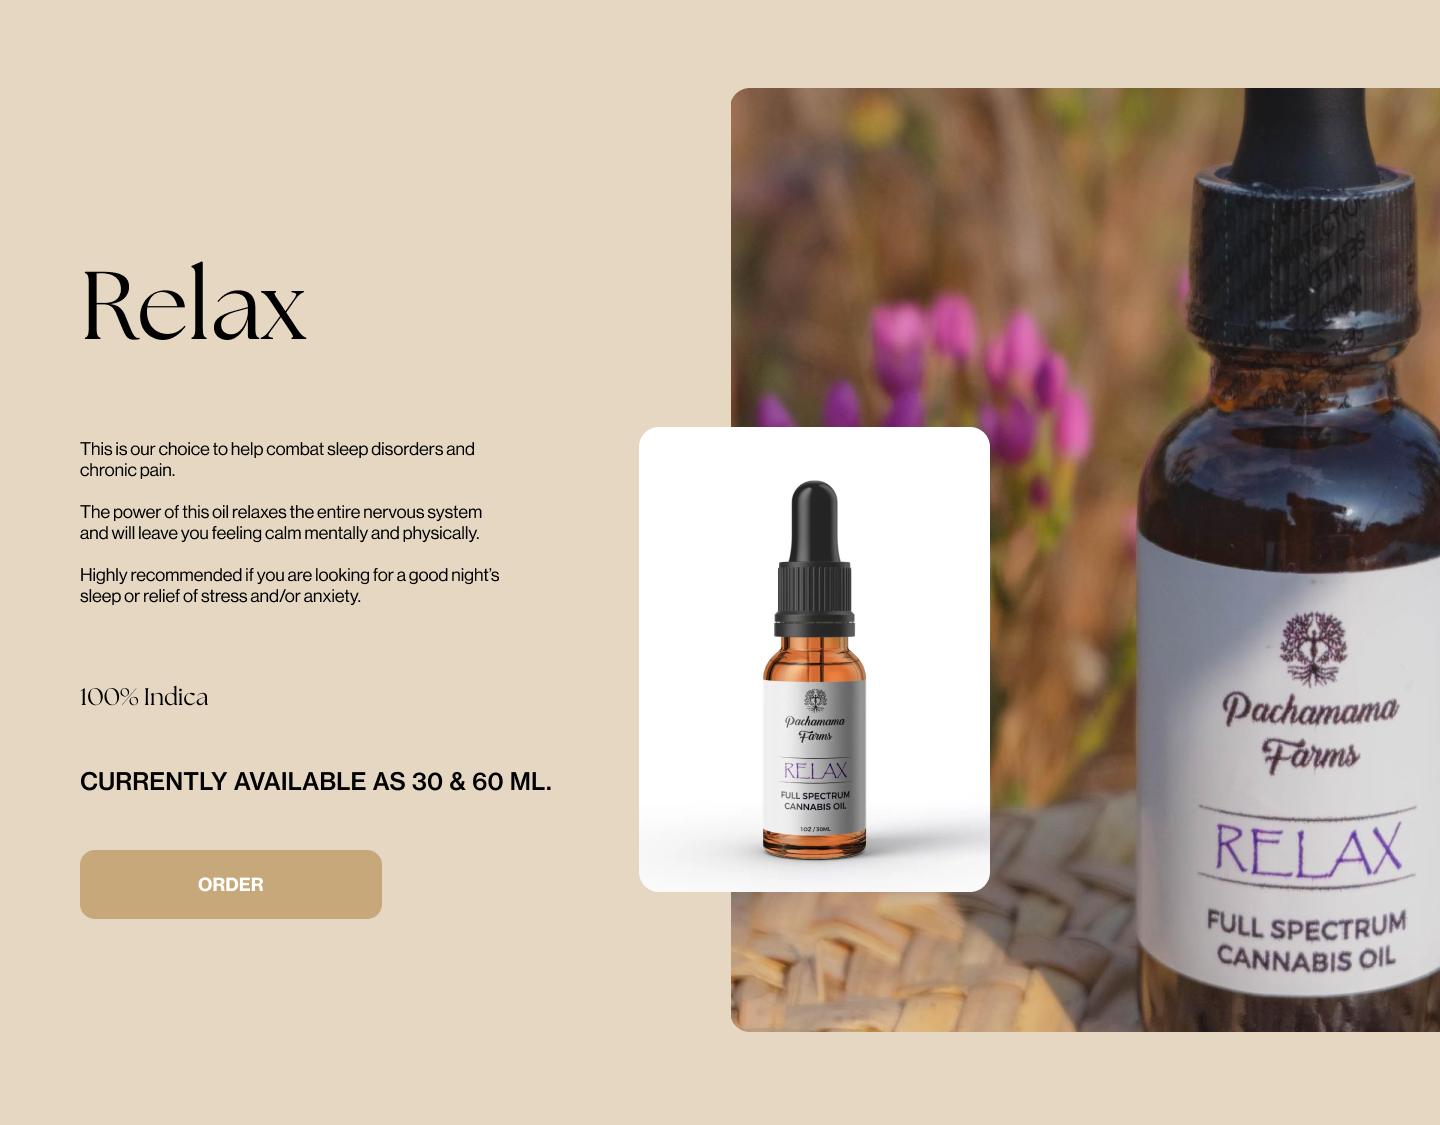 Relax
This is our choice to help combat sleep disorders and
chronic pain.
The power of this oil relaxes the entire nervous system
and will leave you feeling calm mentally and physically.
Highly recommended if you are looking for a good night's
sleep or relief of stress and/or anxiety.
100% Indica
CURRENTLY AVAILABLE AS 30 & 60 ML.
ORDER
Pachamama
Farms
RELAX
FULL SPECTRUM
CANNABIS OIL
1 OZ / 30ML
Pachamama
Farms
RELAX
FULL SPECTRUM
CANNABIS OIL